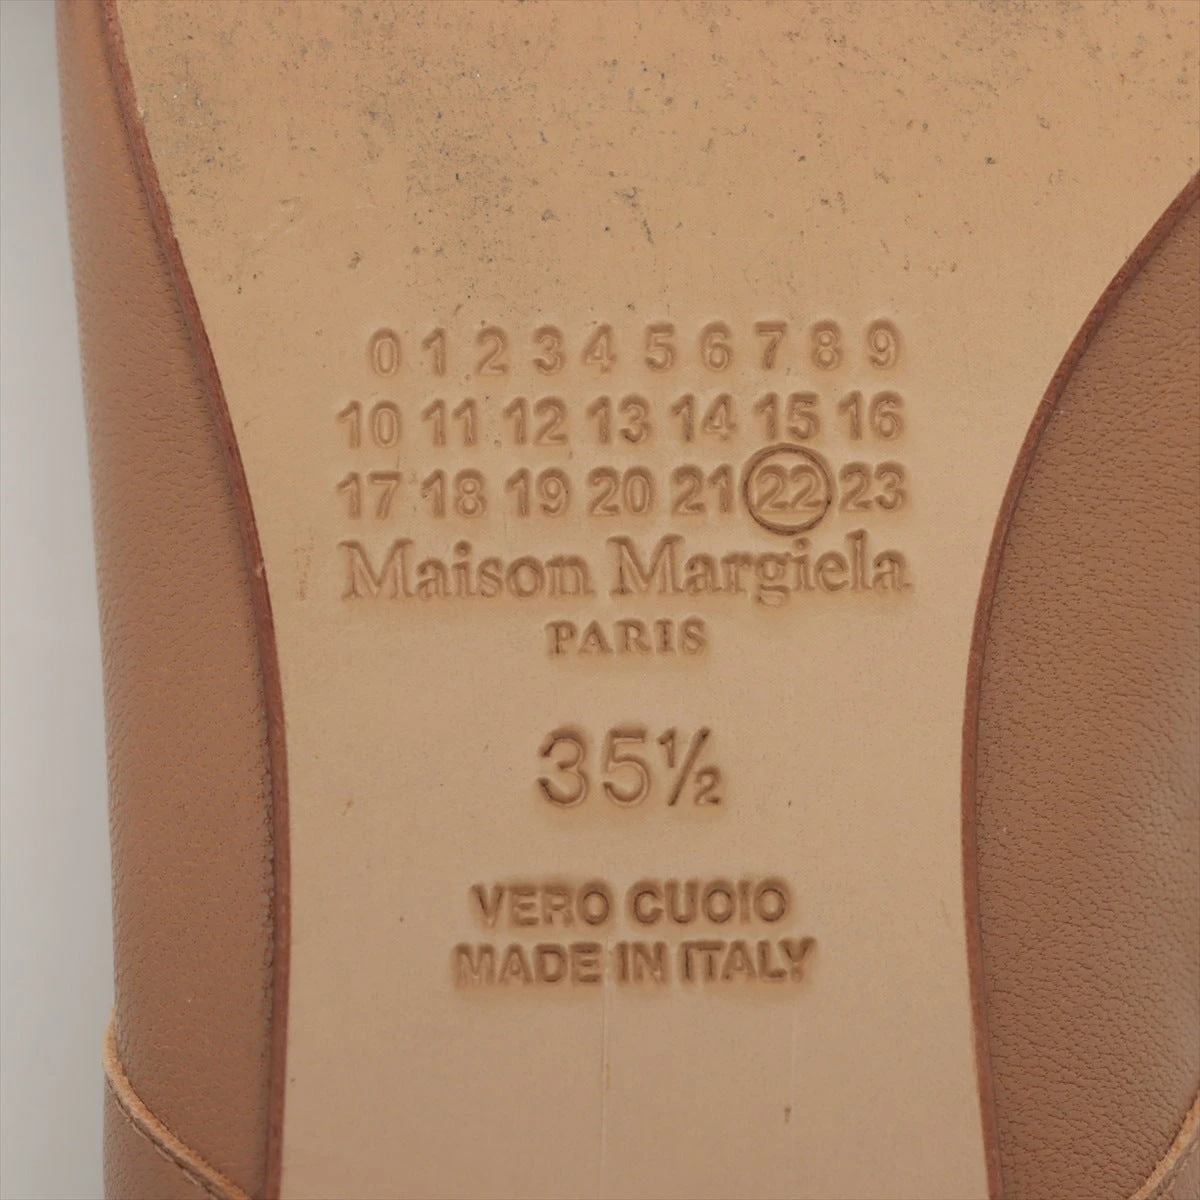 0 1 2 3 4 5 6 7 8 9
10 11 12 13 14 15 16
17 18 19 20 21 22 23
Maison Margiela
PARIS
35½
VERO CUOIO
MADE IN ITALY